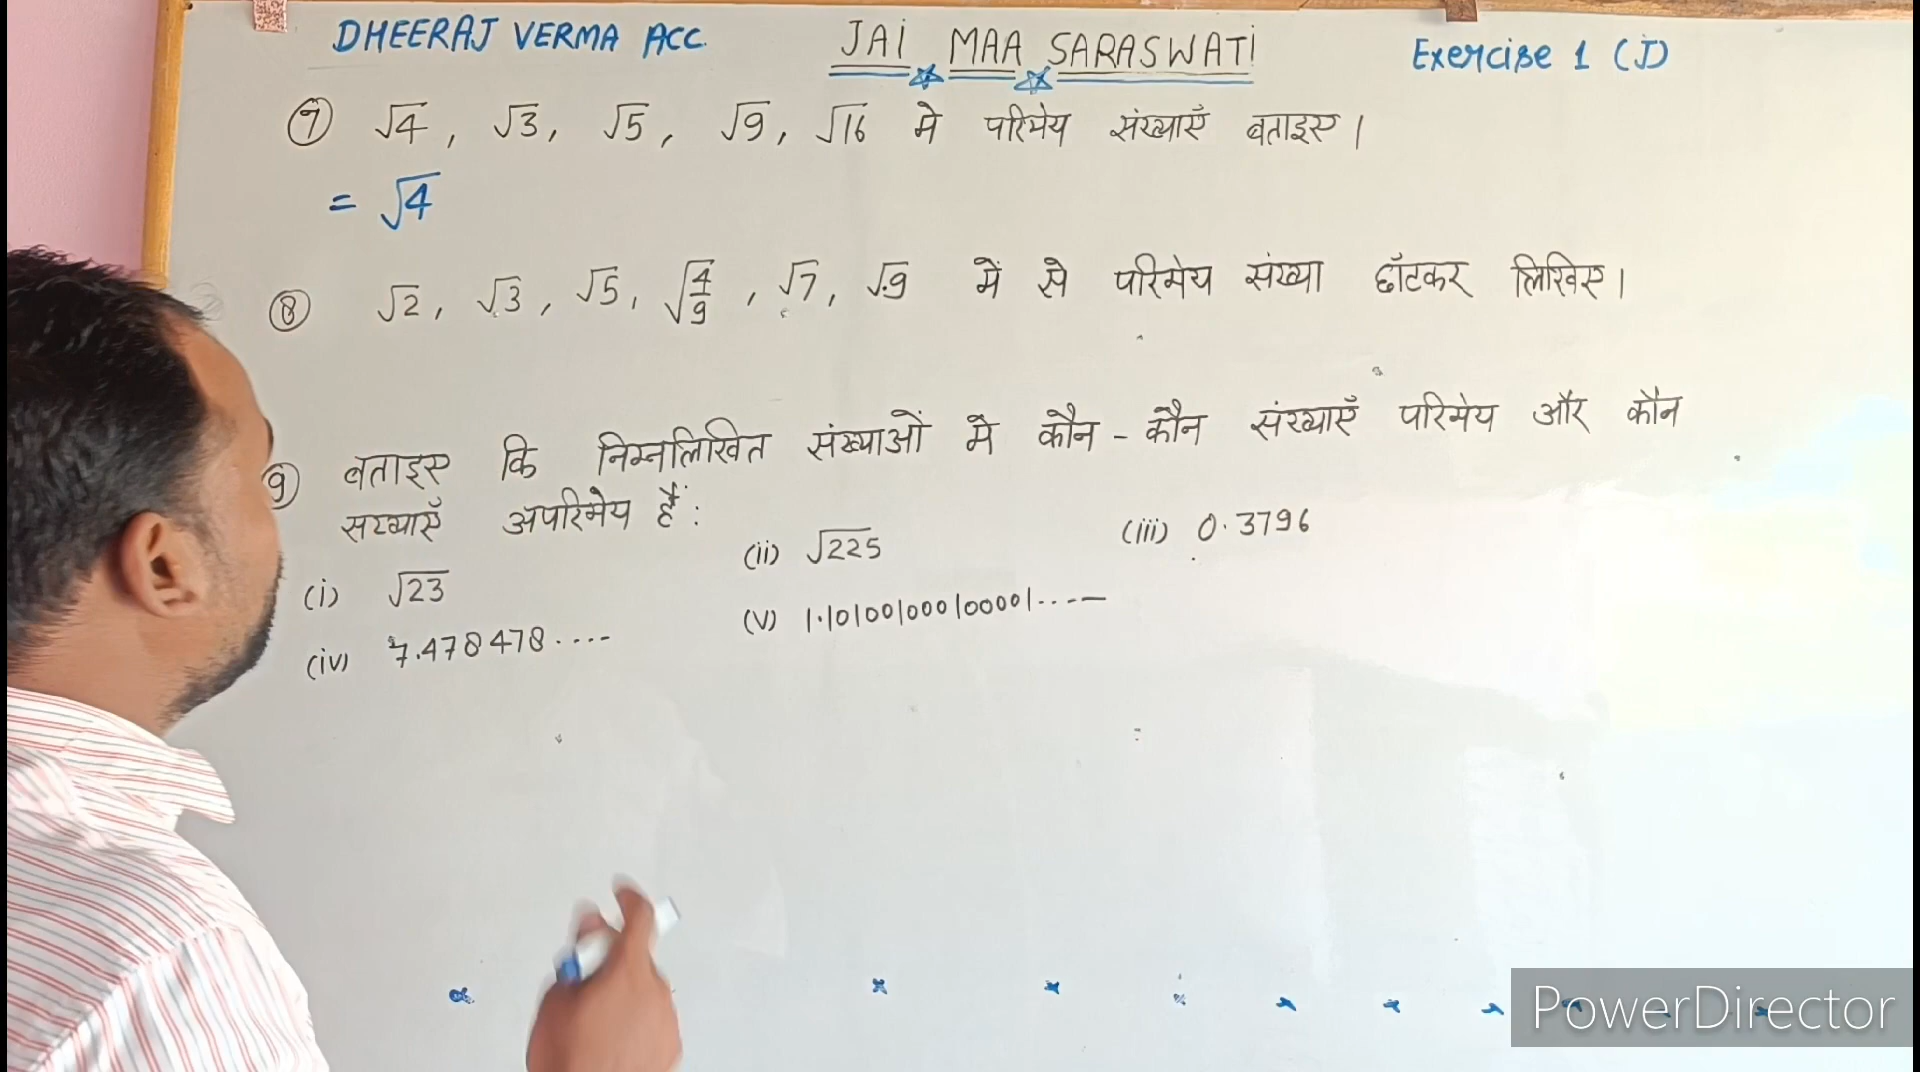 DHEERAJ VERMA ACC. JAI MAA SARASWATI Exercise 1 (J)
⑦ √4, √3, √5, √9, √16 मे परिमेय संख्याएँ बताइए।
= √4
⑧ √2, √3, √5, √4/9, √7, √9 में से परिमेय संख्या छाँटकर लिखिए।
⑨ बताइए कि निम्नलिखित संख्याओं मे कौन - कौन संख्याएँ परिमेय और कौन
संख्याएँ अपरिमेय हैं :
(i) √23 (ii) √225 (iii) 0.3796
(iv) 7.478478.... (v) 1.101001000100001....
PowerDirector